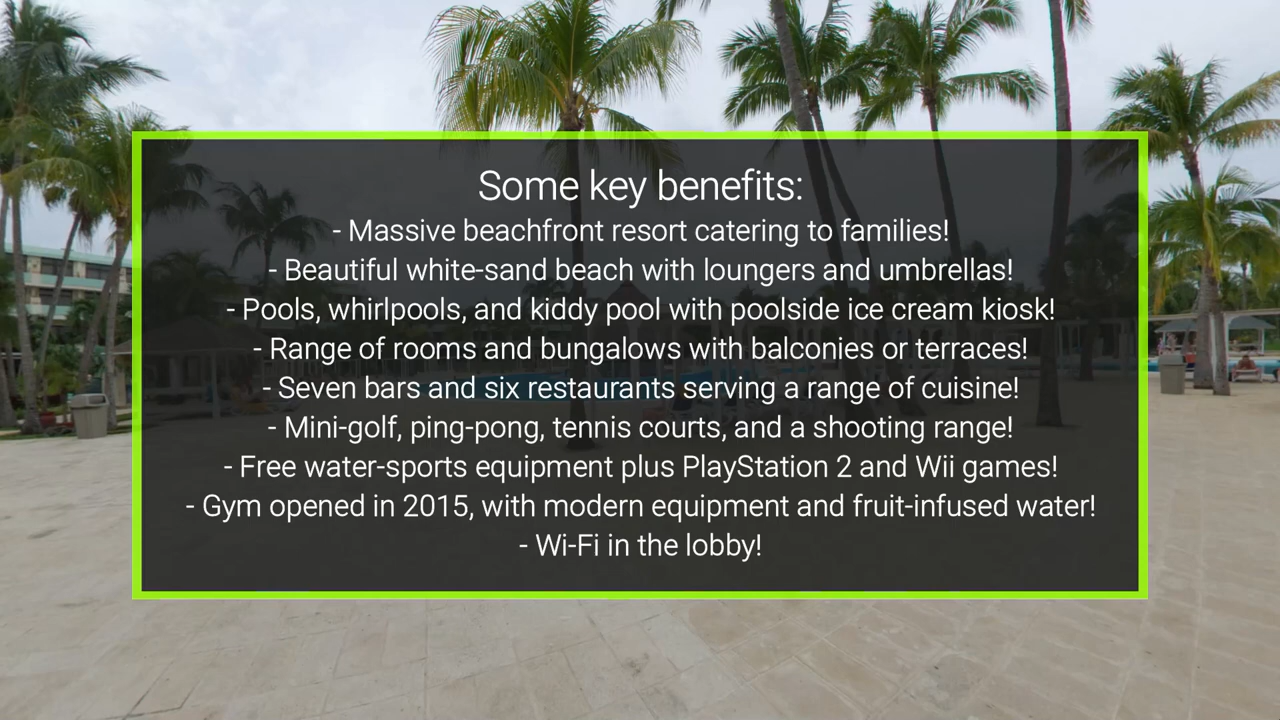 Some key benefits:
- Massive beachfront resort catering to families!
- Beautiful white-sand beach with loungers and umbrellas!
- Pools, whirlpools, and kiddy pool with poolside ice cream kiosk!
- Range of rooms and bungalows with balconies or terraces!
- Seven bars and six restaurants serving a range of cuisine!
- Mini-golf, ping-pong, tennis courts, and a shooting range!
- Free water-sports equipment plus PlayStation 2 and Wii games!
- Gym opened in 2015, with modern equipment and fruit-infused water!
- Wi-Fi in the lobby!